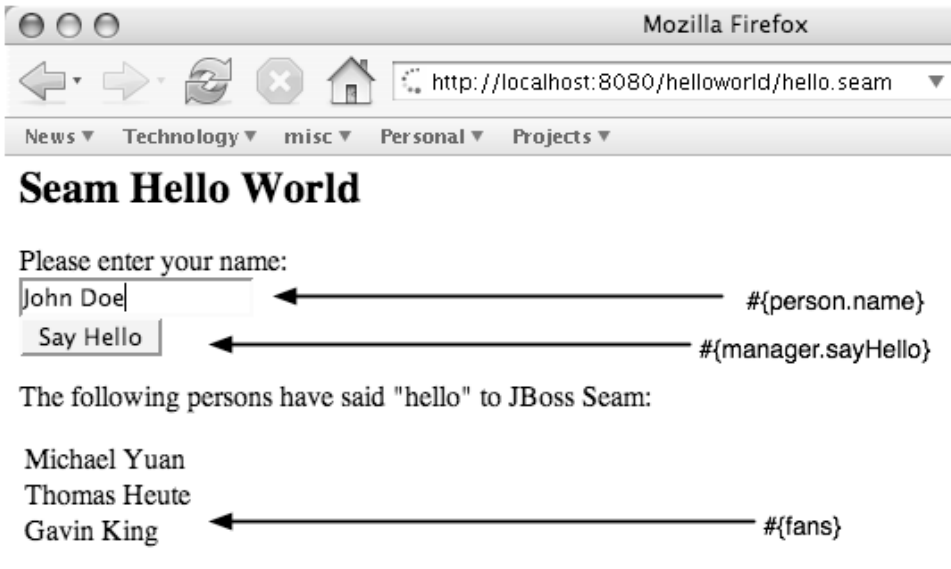 Mozilla Firefox
http://localhost:8080/helloworld/hello.seam
News Technology misc Personal Projects
Seam Hello World
Please enter your name:
John Doe
#{person.name}
Say Hello
#{manager.sayHello}
The following persons have said "hello" to JBoss Seam:
Michael Yuan
Thomas Heute
Gavin King
#{fans}